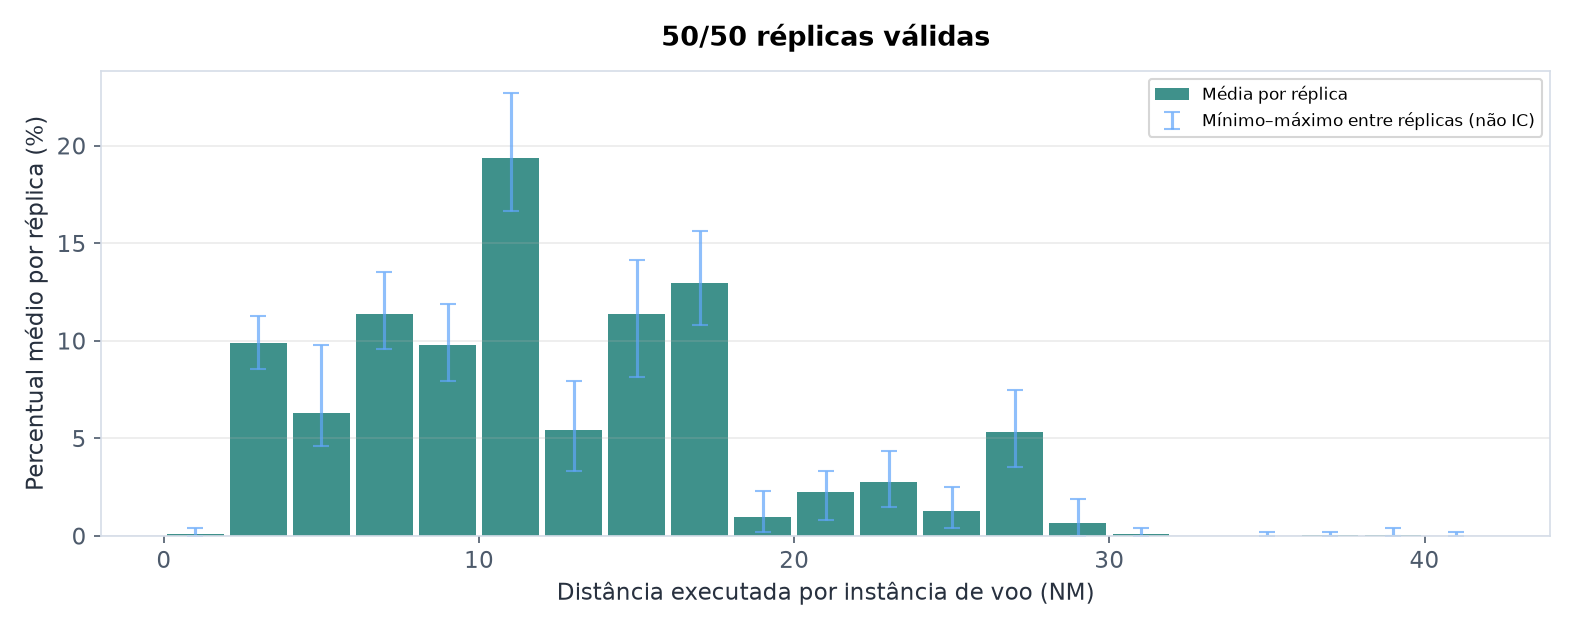 50/50 réplicas válidas
Média por réplica
Mínimo–máximo entre réplicas (não IC)
Percentual médio por réplica (%)
20
15
10
5
0
0 10 20 30 40
Distância executada por instância de voo (NM)